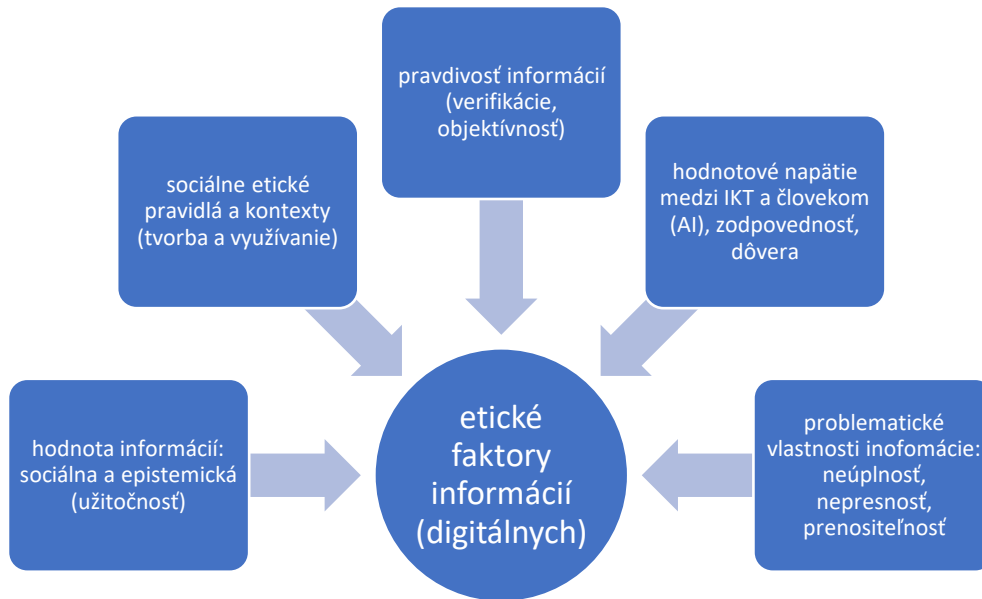 pravdivosť informácií
(verifikácie,
objektívnosť)
sociálne etické
pravidlá a kontexty
(tvorba a využívanie)
hodnotové napätie
medzi IKT a človekom
(AI), zodpovednosť,
dôvera
hodnota informácií:
sociálna a epistemická
(užitočnosť)
etické
faktory
informácií
(digitálnych)
problematické
vlastnosti inofomácie:
neúplnosť,
nepresnosť,
prenositeľnosť